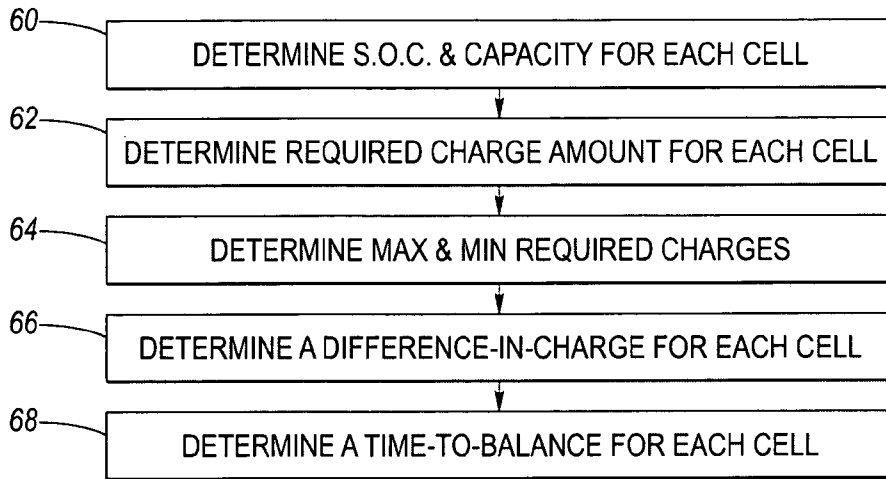 60
DETERMINE S.O.C. & CAPACITY FOR EACH CELL
62
DETERMINE REQUIRED CHARGE AMOUNT FOR EACH CELL
64
DETERMINE MAX & MIN REQUIRED CHARGES
66
DETERMINE A DIFFERENCE-IN-CHARGE FOR EACH CELL
68
DETERMINE A TIME-TO-BALANCE FOR EACH CELL